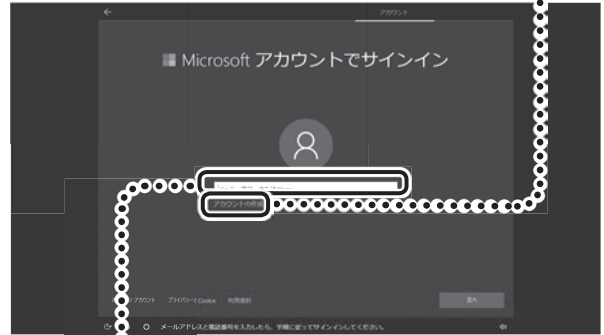 アカウント
Microsoft アカウントでサインイン
アカウントの作成
アカウント プライバシーとCookie 利用規約
次へ
メールアドレスと電話番号を入力したら、手順に従ってサインインしてください。